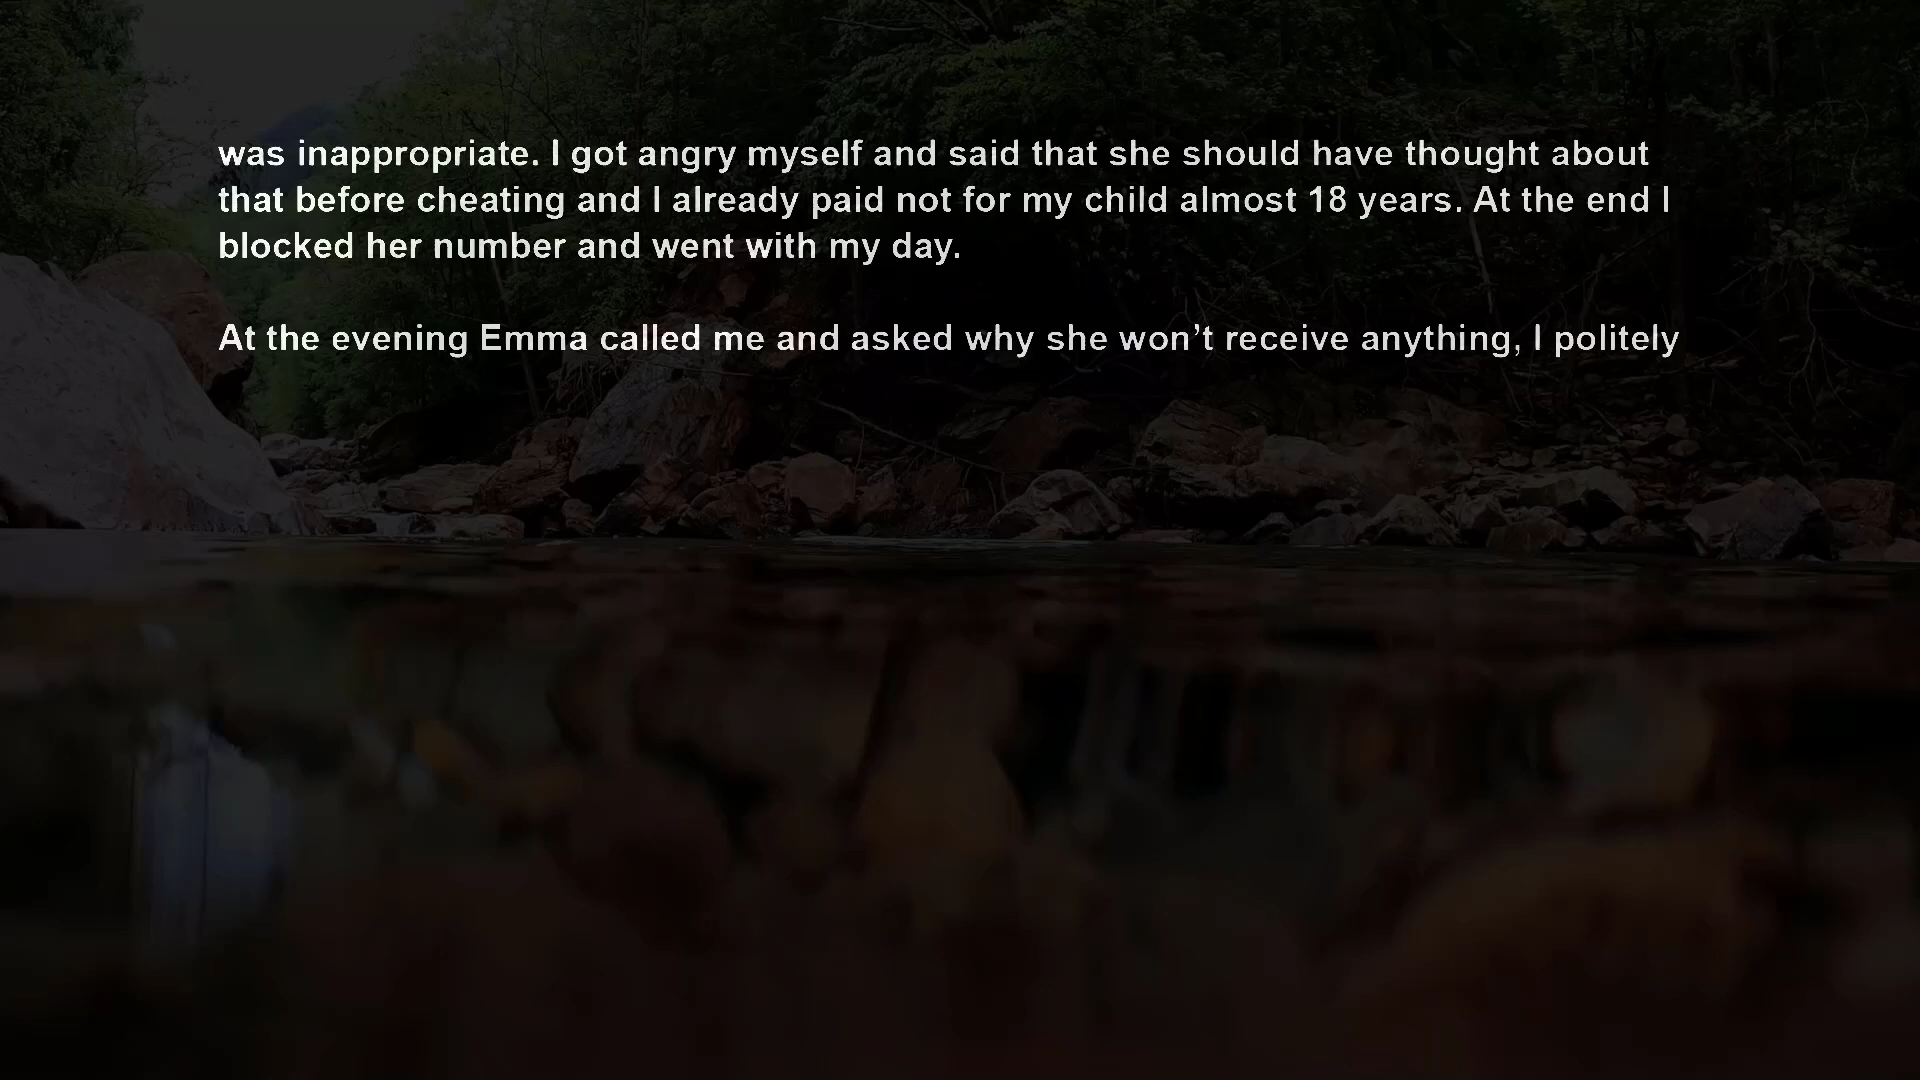 was inappropriate. I got angry myself and said that she should have thought about
that before cheating and I already paid not for my child almost 18 years. At the end I
blocked her number and went with my day.
At the evening Emma called me and asked why she won’t receive anything, I politely